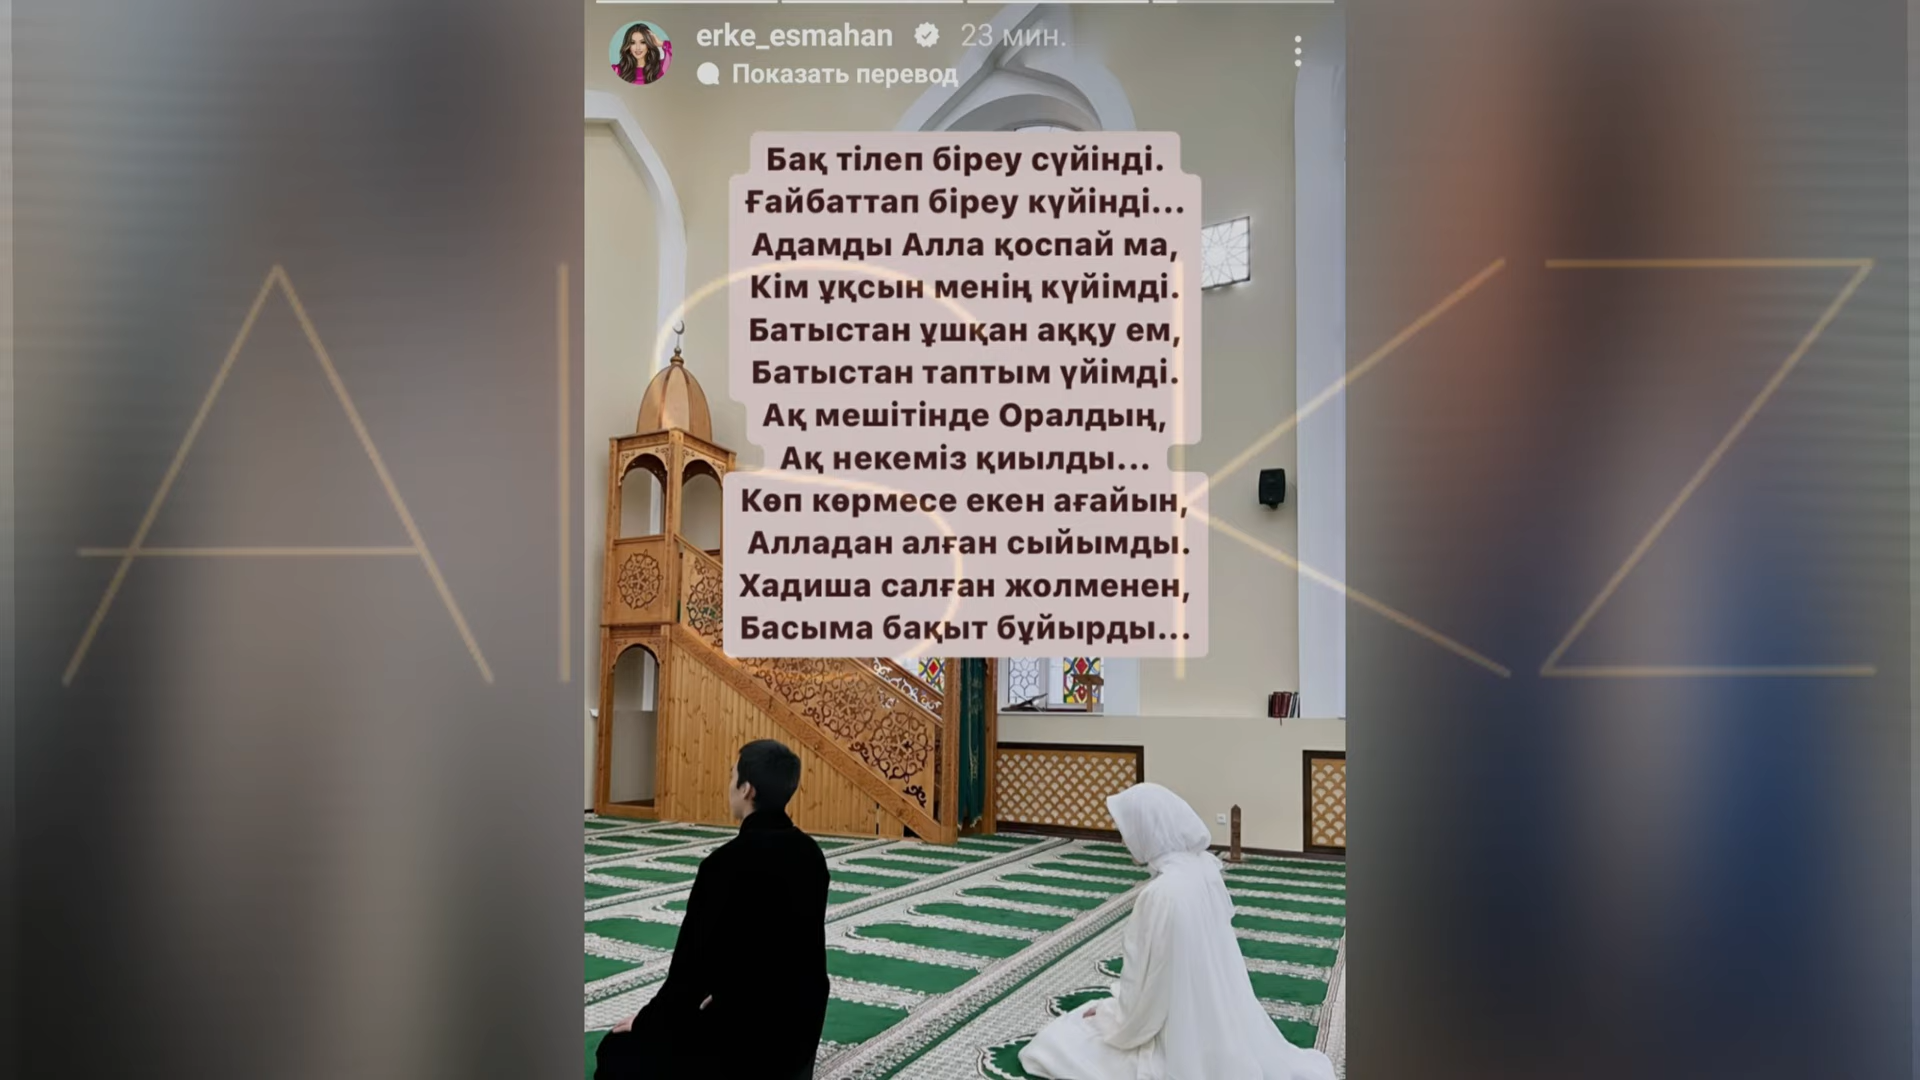 erke_esmahan 23 мин.
Показать перевод
Бақ тілеп біреу сүйінді.
Ғайбаттап біреу күйінді...
Адамды Алла қоспай ма,
Кім ұқсын менің күйімді.
Батыстан ұшқан аққу ем,
Батыстан таптым үйімді.
Ақ мешітінде Оралдың,
Ақ некеміз қиылды...
Көп көрмесе екен ағайын,
Алладан алған сыйымды.
Хадиша салған жолменен,
Басыма бақыт бұйырды...
AISKZ